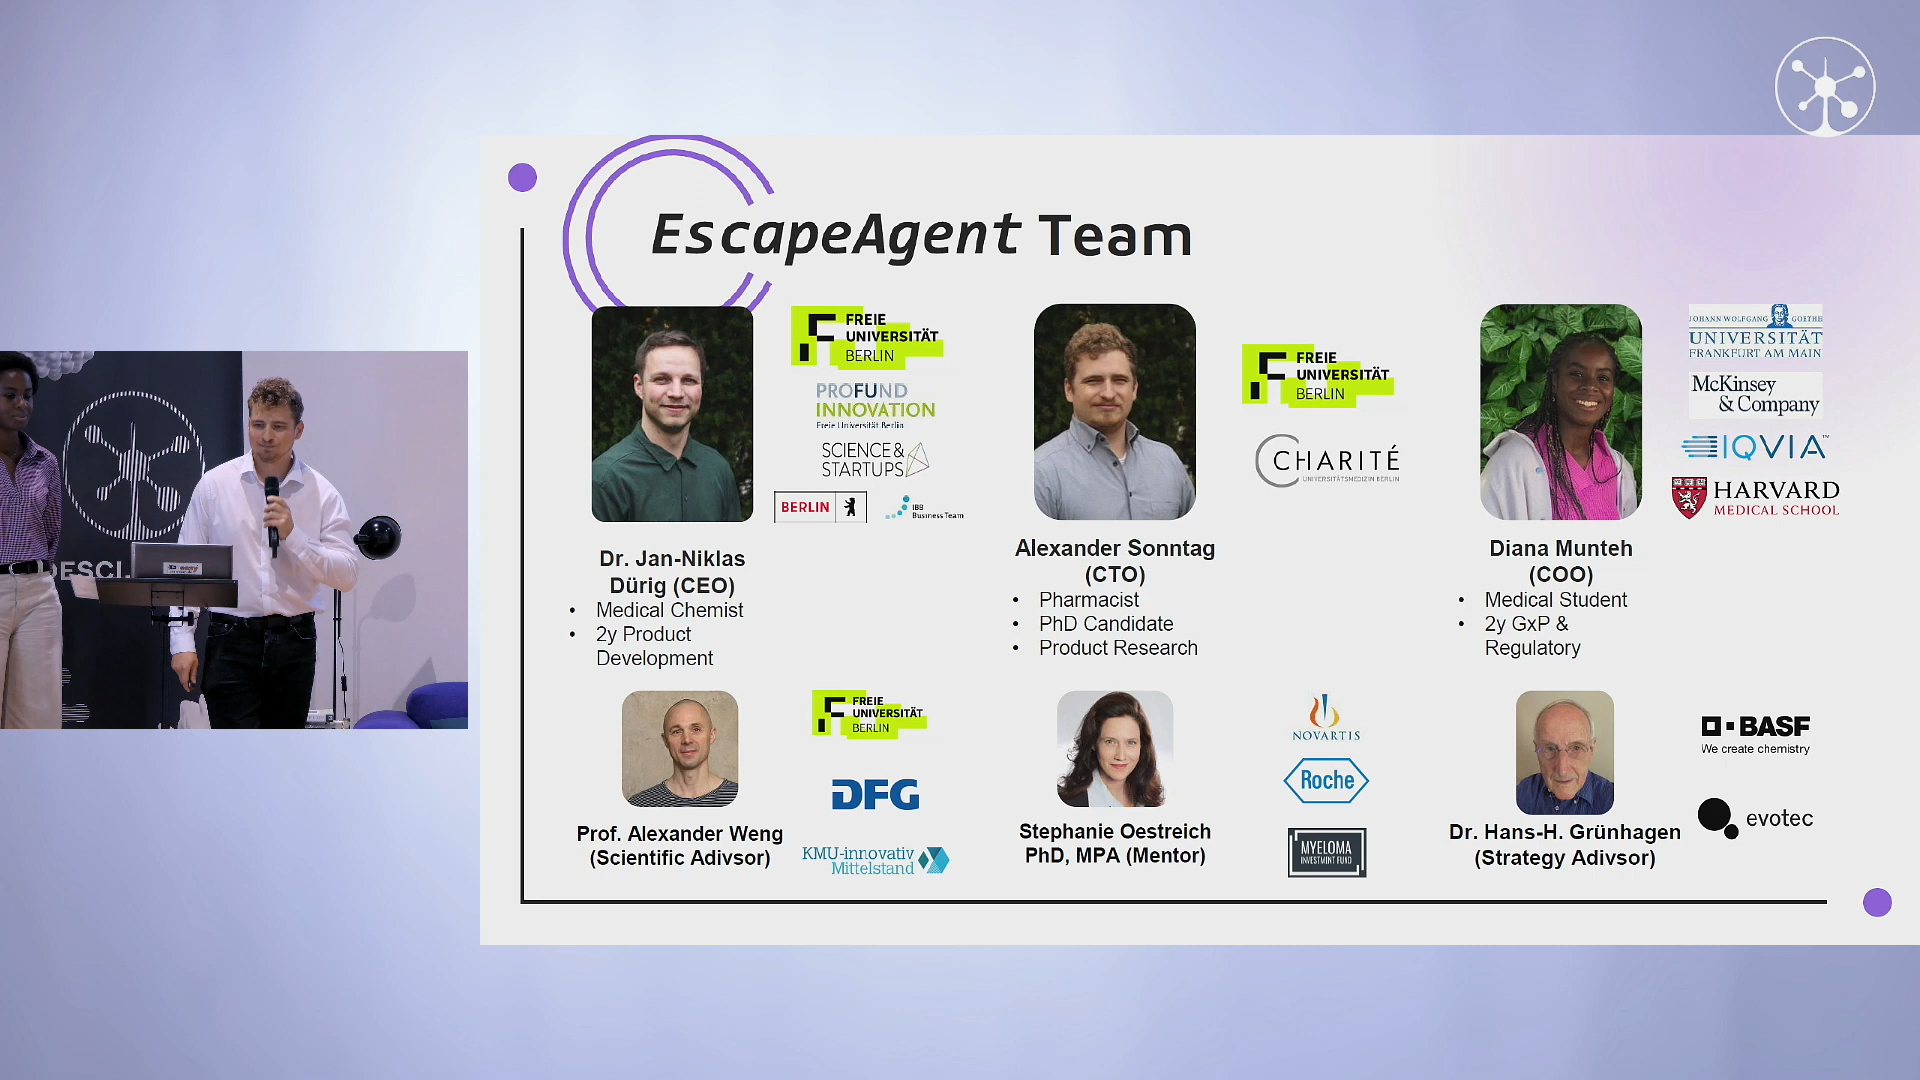 EscapeAgent Team
FREIE
UNIVERSITÄT
BERLIN
PROFUND
INNOVATION
Freie Universität Berlin
SCIENCE &
STARTUPS
BERLIN
IBB
Business Team
Dr. Jan-Niklas
Dürig (CEO)
• Medical Chemist
• 2y Product
Development
FREIE
UNIVERSITÄT
BERLIN
CHARITÉ
UNIVERSITÄTSMEDIZIN BERLIN
Alexander Sonntag
(CTO)
• Pharmacist
• PhD Candidate
• Product Research
JOHANN WOLFGANG GOETHE
UNIVERSITÄT
FRANKFURT AM MAIN
McKinsey
& Company
IQVIA™
HARVARD
MEDICAL SCHOOL
Diana Munteh
(COO)
• Medical Student
• 2y GxP &
Regulatory
FREIE
UNIVERSITÄT
BERLIN
DFG
KMU-innovativ
Mittelstand
Prof. Alexander Weng
(Scientific Adivsor)
NOVARTIS
Roche
MYELOMA
INVESTMENT FUND
Stephanie Oestreich
PhD, MPA (Mentor)
BASF
We create chemistry
evotec
Dr. Hans-H. Grünhagen
(Strategy Adivsor)
DESCI